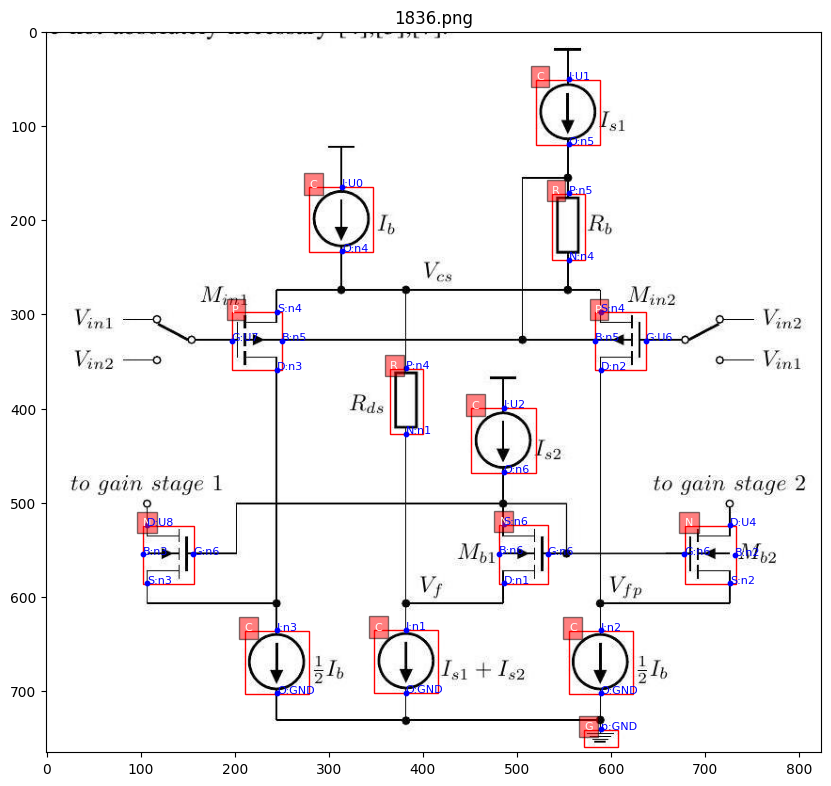 1836.png
C I:U1
I_{s1}
O:n5
C I:U0
R P:n5
I_b
R_b
O:n4
N:n4
V_{cs}
M_{in1}
M_{in2}
S:n4
P S:n4
V_{in1}
V_{in2}
B:n5
B:n5
G:U6
V_{in2}
V_{in1}
D:n3
R P:n4
D:n2
R_{ds}
C I:U2
N:n1
I_{s2}
O:n6
to gain stage 1
to gain stage 2
N D:U8
N S:n6
N D:U4
G:n6
M_{b1}
B:n6
G:n6
G:n6
M_{b2}
S:n3
D:n1
S:n2
V_f
V_{fp}
C I:n3
C I:n1
C I:n2
\frac{1}{2}I_b
I_{s1} + I_{s2}
\frac{1}{2}I_b
O:GND
O:GND
O:GND
G p:GND
0
100
200
300
400
500
600
700
0 100 200 300 400 500 600 700 800